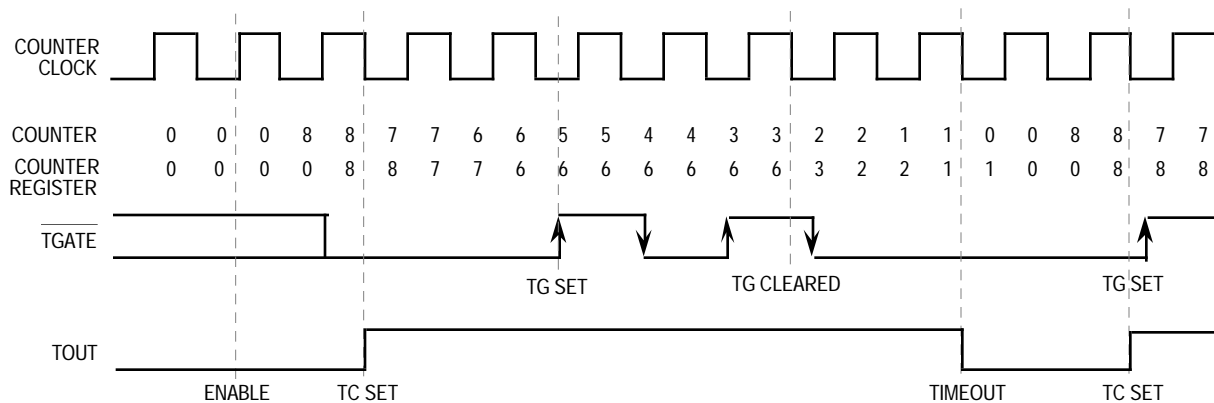 COUNTER
CLOCK
COUNTER 0 0 0 8 8 7 7 6 6 5 5 4 4 3 3 2 2 1 1 0 0 8 8 7 7
COUNTER
REGISTER
0 0 0 0 8 8 7 7 6 6 6 6 6 6 6 3 2 2 1 1 0 0 8 8 8
TGATE
TG SET TG CLEARED TG SET
TOUT
ENABLE TC SET TIMEOUT TC SET